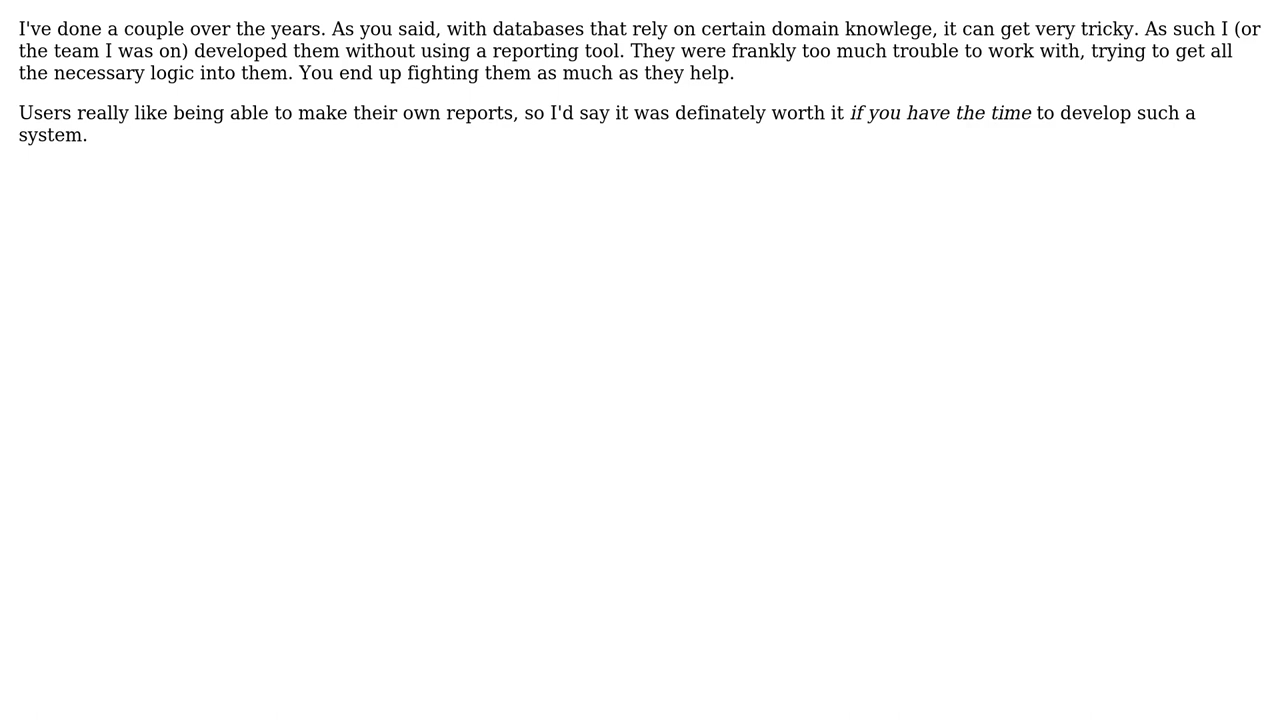 I've done a couple over the years. As you said, with databases that rely on certain domain knowlege, it can get very tricky. As such I (or
the team I was on) developed them without using a reporting tool. They were frankly too much trouble to work with, trying to get all
the necessary logic into them. You end up fighting them as much as they help.
Users really like being able to make their own reports, so I'd say it was definately worth it if you have the time to develop such a
system.